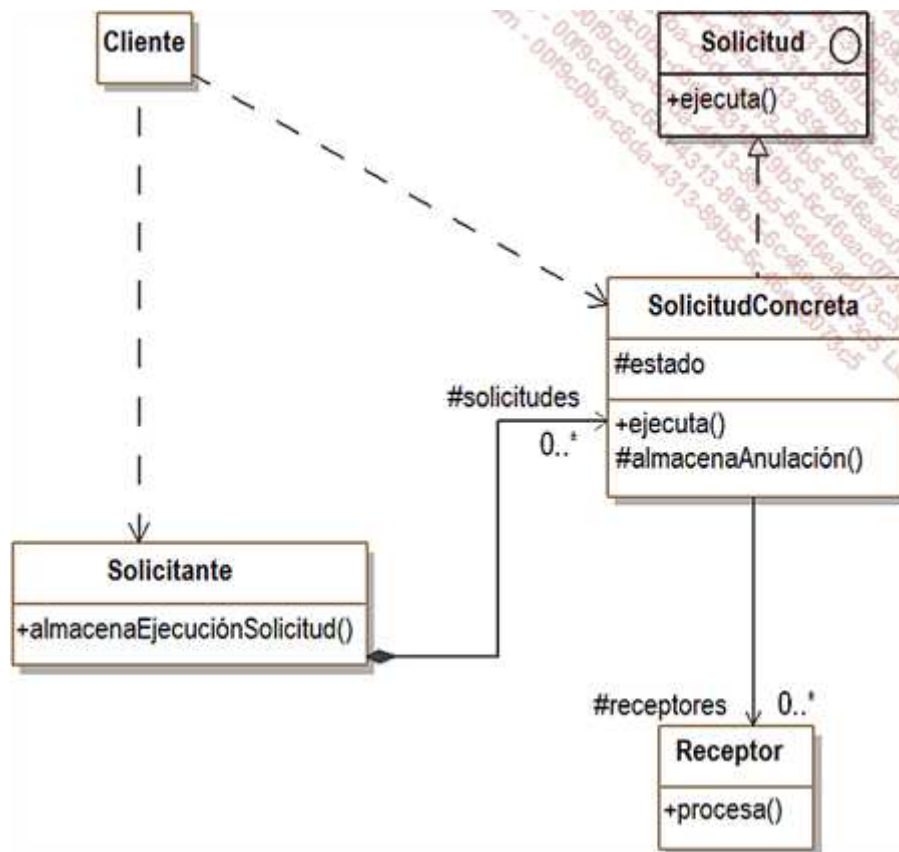 Cliente
Solicitud
+ejecuta()
SolicitudConcreta
#estado
#solicitudes
0..*
+ejecuta()
#almacenaAnulación()
Solicitante
+almacenaEjecuciónSolicitud()
#receptores
0..*
Receptor
+procesa()